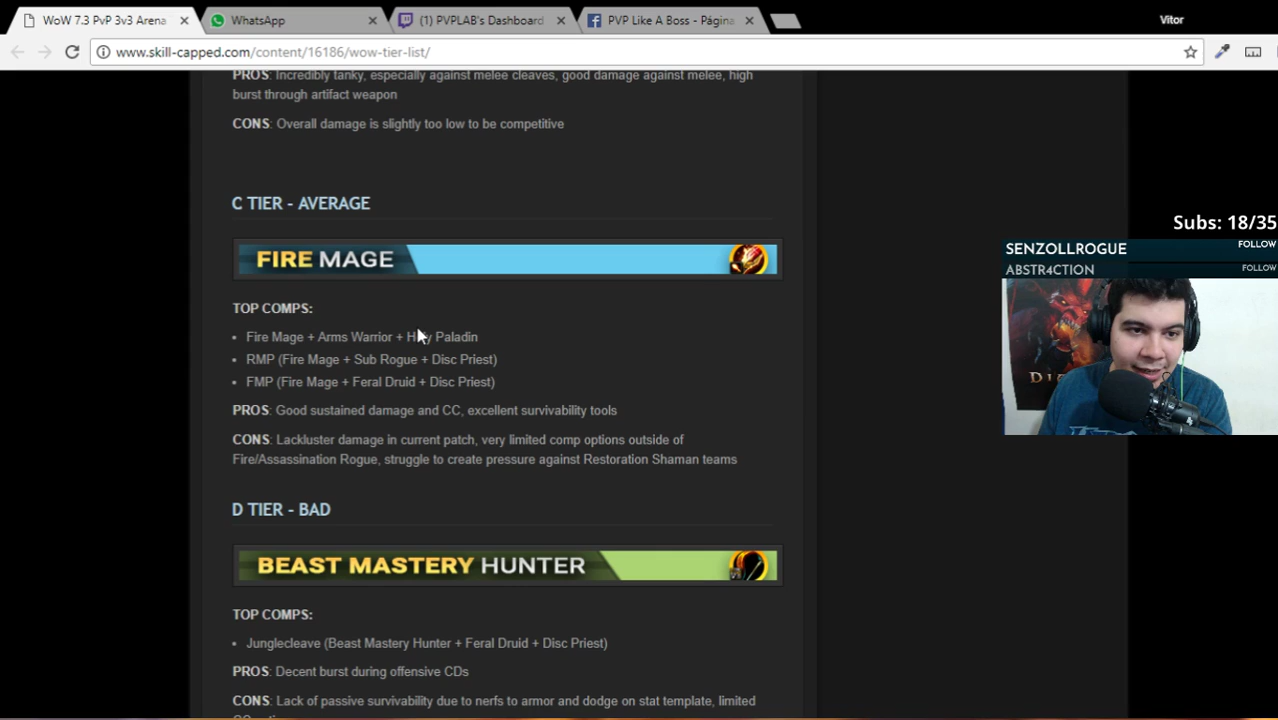 WoW 7.3 PvP 3v3 Arena
WhatsApp
(1) PVPLAB's Dashboard
PVP Like A Boss - Página
Vitor
www.skill-capped.com/content/16186/wow-tier-list/
PROS: Incredibly tanky, especially against melee cleaves, good damage against melee, high
burst through artifact weapon
CONS: Overall damage is slightly too low to be competitive
C TIER - AVERAGE
FIRE MAGE
TOP COMPS:
Fire Mage + Arms Warrior + Holy Paladin
RMP (Fire Mage + Sub Rogue + Disc Priest)
FMP (Fire Mage + Feral Druid + Disc Priest)
PROS: Good sustained damage and CC, excellent survivability tools
CONS: Lackluster damage in current patch, very limited comp options outside of
Fire/Assassination Rogue, struggle to create pressure against Restoration Shaman teams
D TIER - BAD
BEAST MASTERY HUNTER
TOP COMPS:
Junglecleave (Beast Mastery Hunter + Feral Druid + Disc Priest)
PROS: Decent burst during offensive CDs
CONS: Lack of passive survivability due to nerfs to armor and dodge on stat template, limited
Subs: 18/35
SENZOLLROGUE FOLLOW
ABSTR4CTION FOLLOW